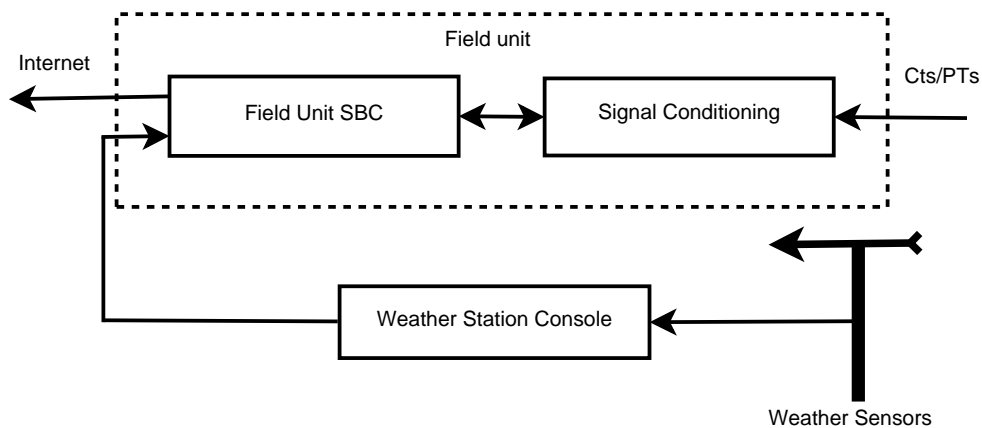 Field unit
Internet
Cts/PTs
Field Unit SBC
Signal Conditioning
Weather Station Console
Weather Sensors